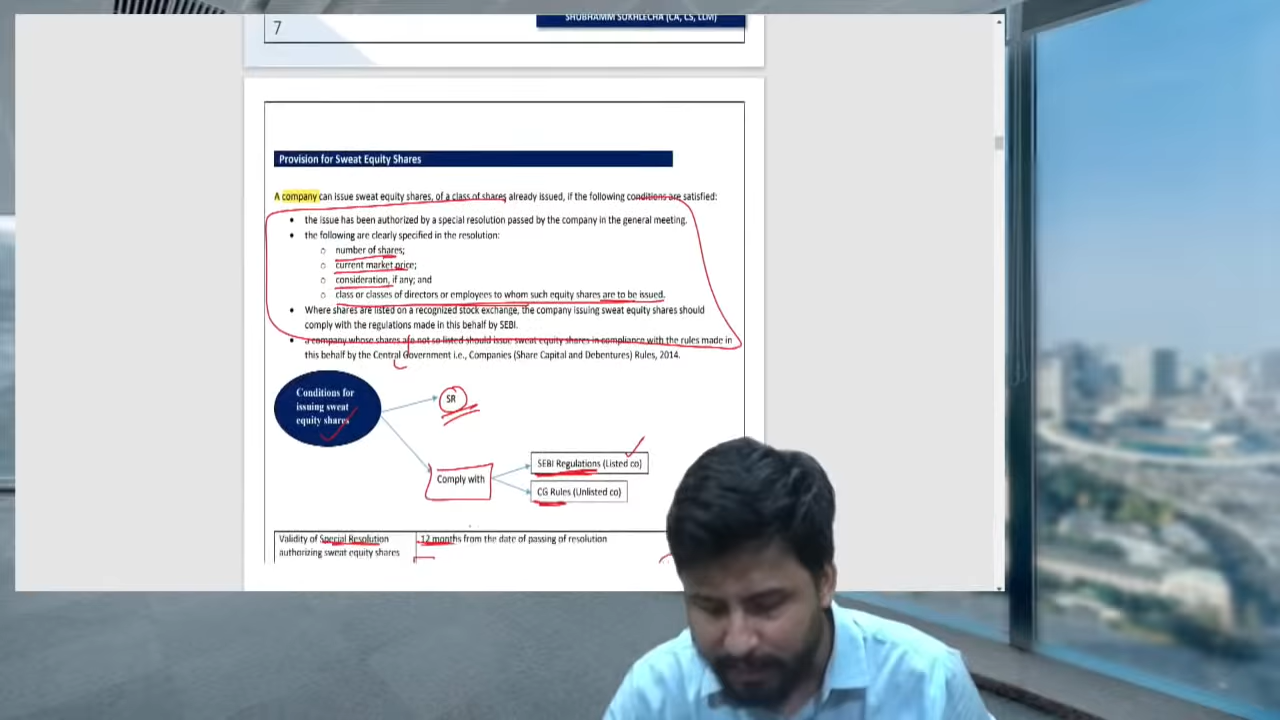 7
SHUBHAMM SUKHLECHA (CA, CS, LLM)
Provision for Sweat Equity Shares
A company can issue sweat equity shares, of a class of shares already issued, if the following conditions are satisfied:
• the issue has been authorized by a special resolution passed by the company in the general meeting.
• the following are clearly specified in the resolution:
o number of shares;
o current market price;
o consideration, if any; and
o class or classes of directors or employees to whom such equity shares are to be issued.
• Where shares are listed on a recognized stock exchange, the company issuing sweat equity shares should
comply with the regulations made in this behalf by SEBI.
• a company whose shares are not so listed should issue sweat equity shares in compliance with the rules made in
this behalf by the Central Government i.e., Companies (Share Capital and Debentures) Rules, 2014.
Conditions for
issuing sweat
equity shares
SR
Comply with
SEBI Regulations (Listed co)
CG Rules (Unlisted co)
Validity of Special Resolution
authorizing sweat equity shares
12 months from the date of passing of resolution